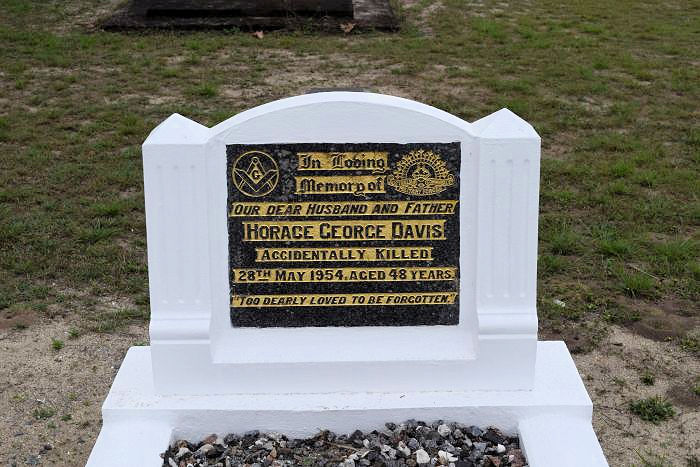 G
In Loving
Memory of
OUR DEAR HUSBAND AND FATHER
HORACE GEORGE DAVIS
ACCIDENTALLY KILLED
28TH MAY 1954. AGED 48 YEARS.
"TOO DEARLY LOVED TO BE FORGOTTEN."